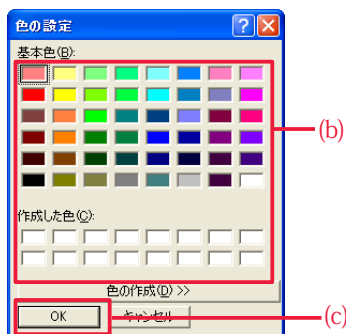 色の設定
基本色(B):
(b)
作成した色(C):
色の作成(D) >>
OK
キャンセル
(c)